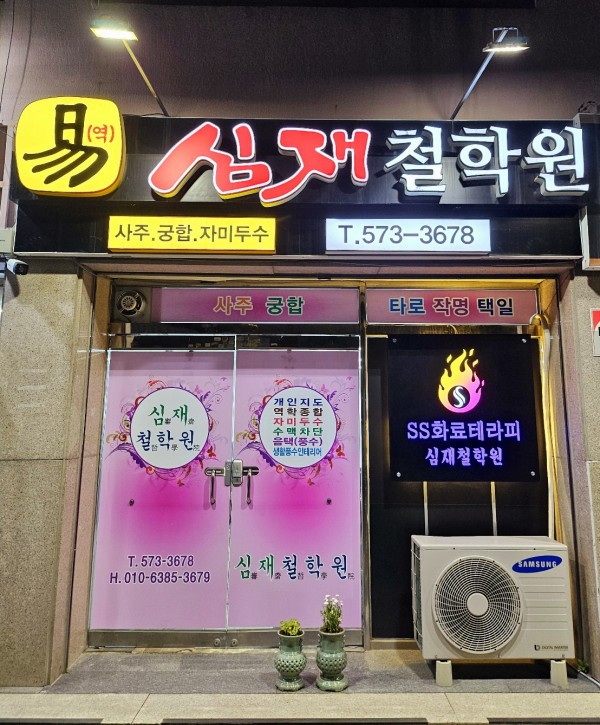 易 (역) 심재 철학원
사주.궁합.자미두수
T.573-3678
사주 궁합
타로 작명 택일
심재
철학원
개인지도
역학종합
자미두수
수맥차단
음택(풍수)
생활풍수인테리어
S
SS화료테라피
심재철학원
T. 573-3678
H. 010-6385-3679
심재철학원
SAMSUNG